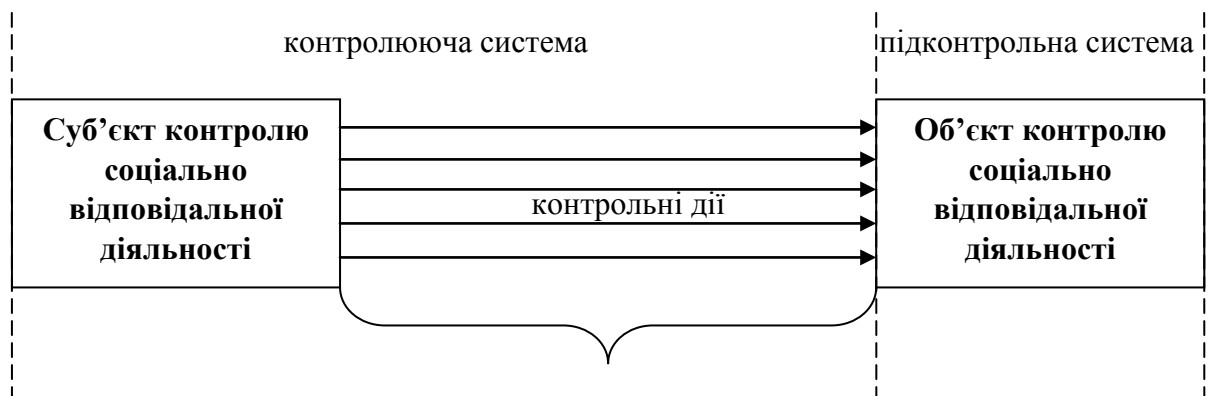 контролююча система
підконтрольна система
Суб’єкт контролю
соціально
відповідальної
діяльності
контрольні дії
Об’єкт контролю
соціально
відповідальної
діяльності